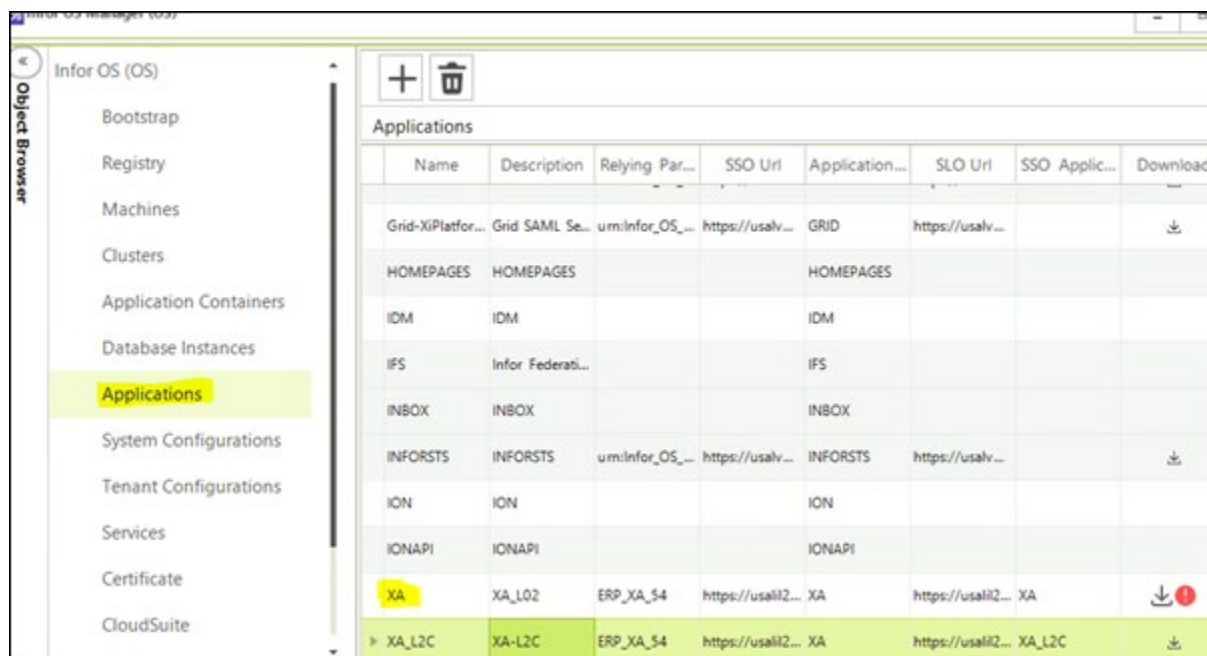 Infor OS Manager (OS)
Object Browser
Infor OS (OS)
Bootstrap
Registry
Machines
Clusters
Application Containers
Database Instances
Applications
System Configurations
Tenant Configurations
Services
Certificate
CloudSuite
Applications
Name Description Relying Par... SSO Url Application... SLO Url SSO Applic... Download
Grid-XiPlatfor... Grid SAML Se... urn:Infor_OS_... https://usalv... GRID https://usalv...
HOMEPAGES HOMEPAGES HOMEPAGES
IDM IDM IDM
IFS Infor Federati... IFS
INBOX INBOX INBOX
INFORSTS INFORSTS urn:Infor_OS_... https://usalv... INFORSTS https://usalv...
ION ION ION
IONAPI IONAPI IONAPI
XA XA_L02 ERP_XA_54 https://usalil2... XA https://usalil2... XA
XA_L2C XA-L2C ERP_XA_54 https://usalil2... XA https://usalil2... XA_L2C